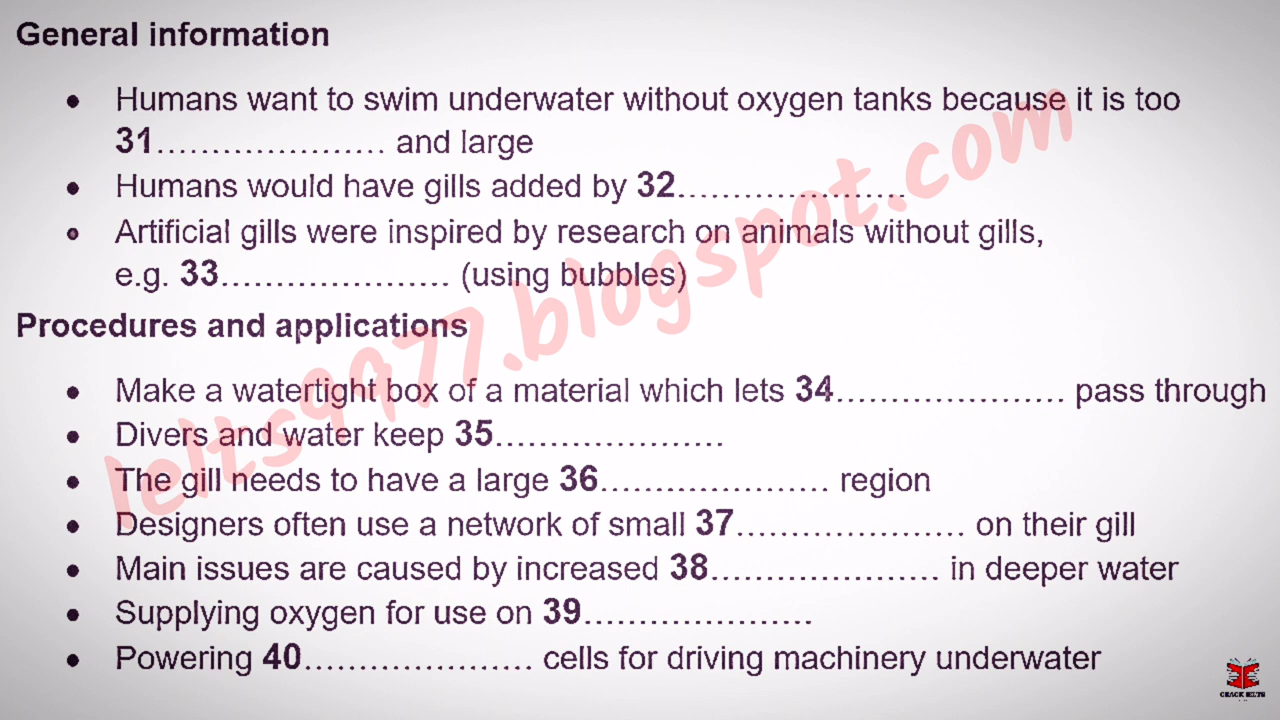 General information
• Humans want to swim underwater without oxygen tanks because it is too
31..................... and large
• Humans would have gills added by 32.....................
• Artificial gills were inspired by research on animals without gills,
e.g. 33..................... (using bubbles)
Procedures and applications
• Make a watertight box of a material which lets 34..................... pass through
• Divers and water keep 35.....................
• The gill needs to have a large 36..................... region
• Designers often use a network of small 37..................... on their gill
• Main issues are caused by increased 38..................... in deeper water
• Supplying oxygen for use on 39.....................
• Powering 40..................... cells for driving machinery underwater
Ielts9977.blogspot.com
CRACK IELTS